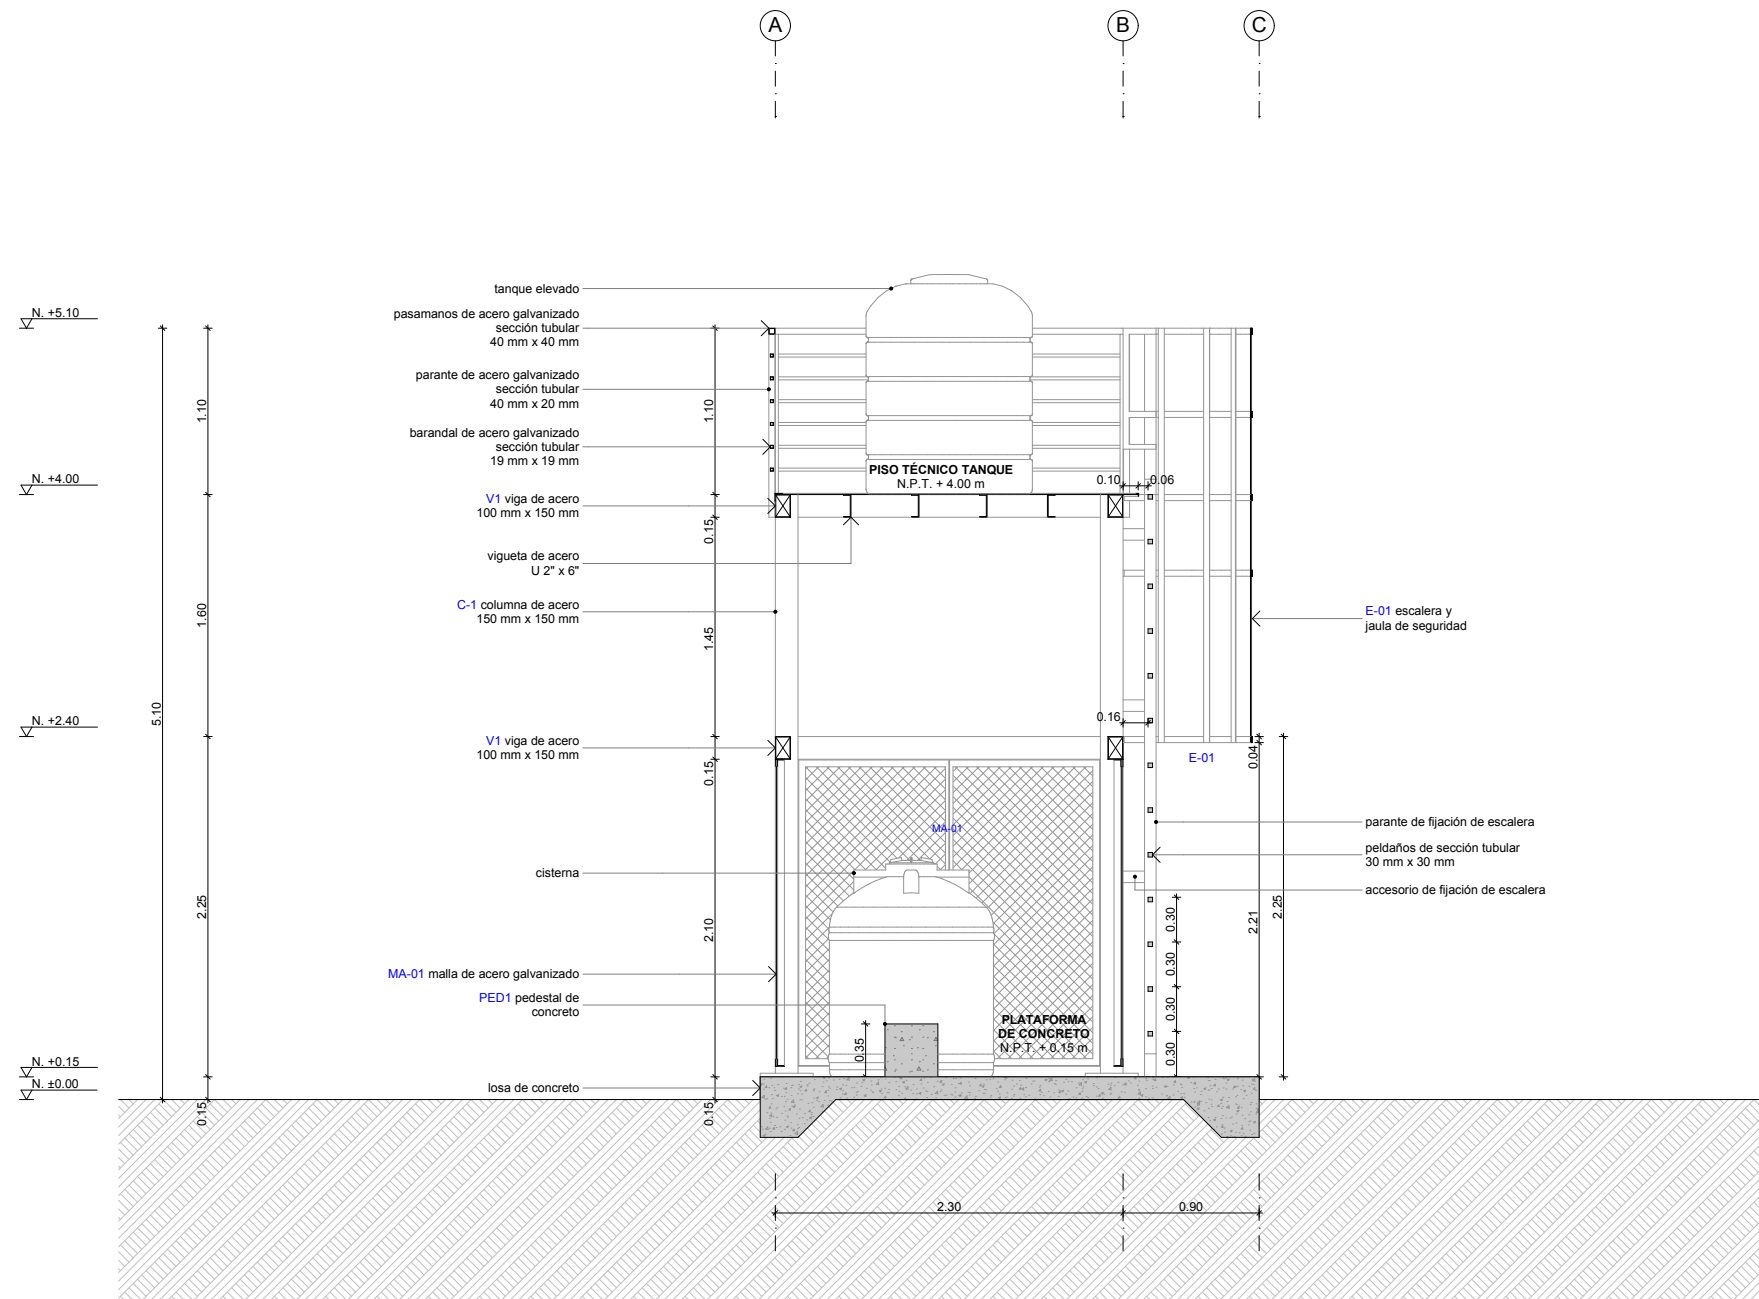 A
B
C
tanque elevado
N. +5.10
pasamanos de acero galvanizado
sección tubular
40 mm x 40 mm
parante de acero galvanizado
sección tubular
40 mm x 20 mm
1.10
1.10
barandal de acero galvanizado
sección tubular
19 mm x 19 mm
PISO TÉCNICO TANQUE
N.P.T. + 4.00 m
N. +4.00
0.10
0.06
V1 viga de acero
100 mm x 150 mm
0.15
vigueta de acero
U 2" x 6"
C-1 columna de acero
150 mm x 150 mm
1.60
1.45
E-01 escalera y
jaula de seguridad
5.10
N. +2.40
0.16
V1 viga de acero
100 mm x 150 mm
0.15
E-01
0.04
MA-01
parante de fijación de escalera
peldaños de sección tubular
30 mm x 30 mm
cisterna
accesorio de fijación de escalera
2.25
2.10
0.30
2.21
2.25
0.30
MA-01 malla de acero galvanizado
PED1 pedestal de
concreto
0.30
PLATAFORMA
DE CONCRETO
N.P.T. + 0.15 m
0.35
0.30
N. +0.15
N. ±0.00
losa de concreto
0.15
0.15
2.30
0.90